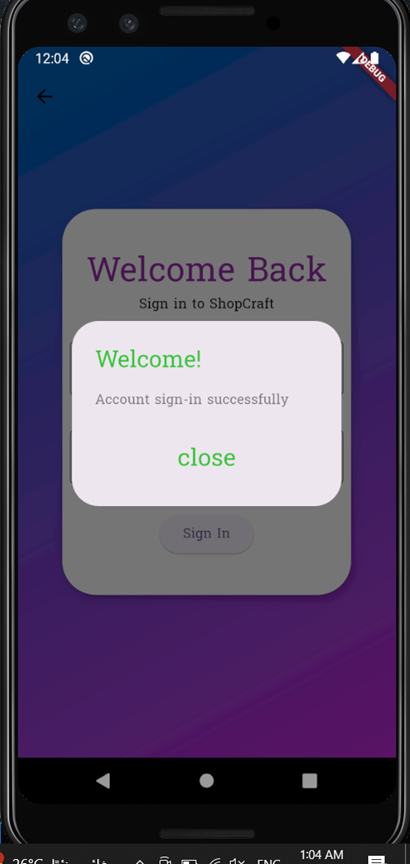 12:04
DEBUG
Welcome Back
Sign in to ShopCraft
Welcome!
Account sign-in successfully
close
Sign In
1:04 AM
26°C
ENG